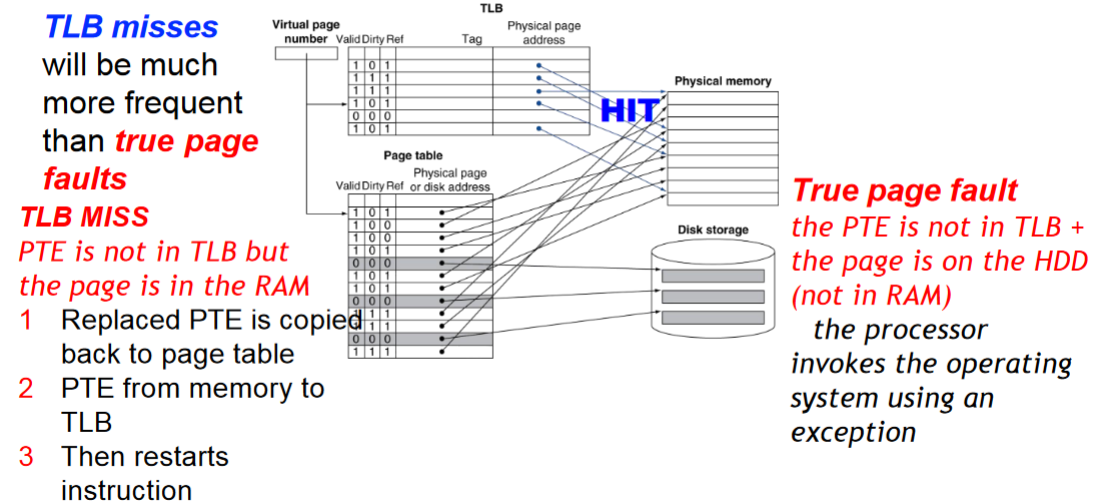 TLB misses
will be much
more frequent
than true page
faults
TLB MISS
PTE is not in TLB but
the page is in the RAM
1 Replaced PTE is copied
back to page table
2 PTE from memory to
TLB
3 Then restarts
instruction
TLB
Virtual page
number
Valid Dirty Ref
Tag
Physical page
address
1 0 1
1 1 1
1 1 1
1 0 1
0 0 0
1 0 1
HIT
Physical memory
Page table
Valid Dirty Ref
Physical page
or disk address
1 0 1
1 0 0
1 0 0
1 0 1
0 0 0
1 0 1
1 0 1
0 0 0
1 1 1
1 1 1
0 0 0
1 1 1
Disk storage
True page fault
the PTE is not in TLB +
the page is on the HDD
(not in RAM)
the processor
invokes the operating
system using an
exception